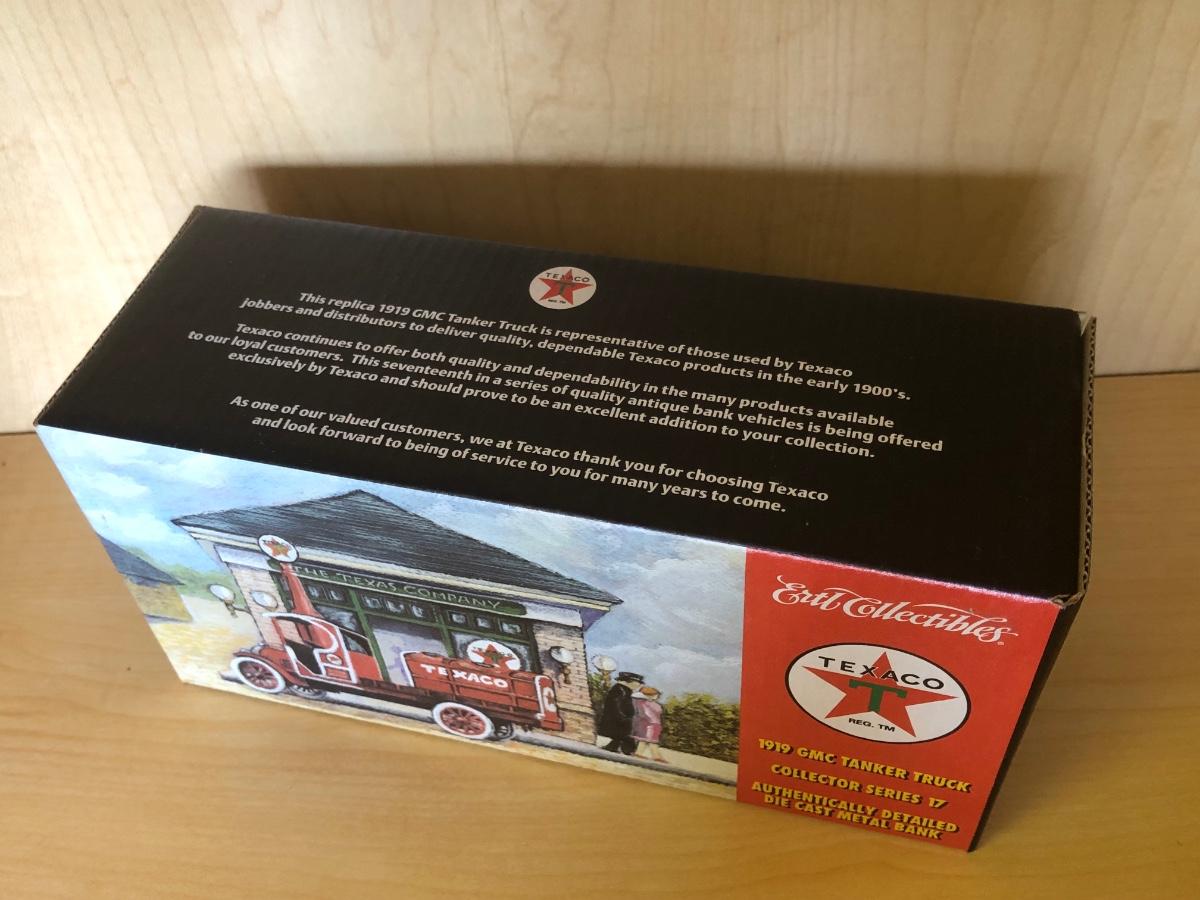 TEXACO
T
REG. TM
This replica 1919 GMC Tanker Truck is representative of those used by Texaco
jobbers and distributors to deliver quality, dependable Texaco products in the early 1900's.
Texaco continues to offer both quality and dependability in the many products available
to our loyal customers. This seventeenth in a series of quality antique bank vehicles is being offered
exclusively by Texaco and should prove to be an excellent addition to your collection.
As one of our valued customers, we at Texaco thank you for choosing Texaco
and look forward to being of service to you for many years to come.
THE TEXAS COMPANY
TEXACO
Ertl Collectibles
TEXACO
T
REG. TM
1919 GMC TANKER TRUCK
COLLECTOR SERIES 17
AUTHENTICALLY DETAILED
DIE CAST METAL BANK